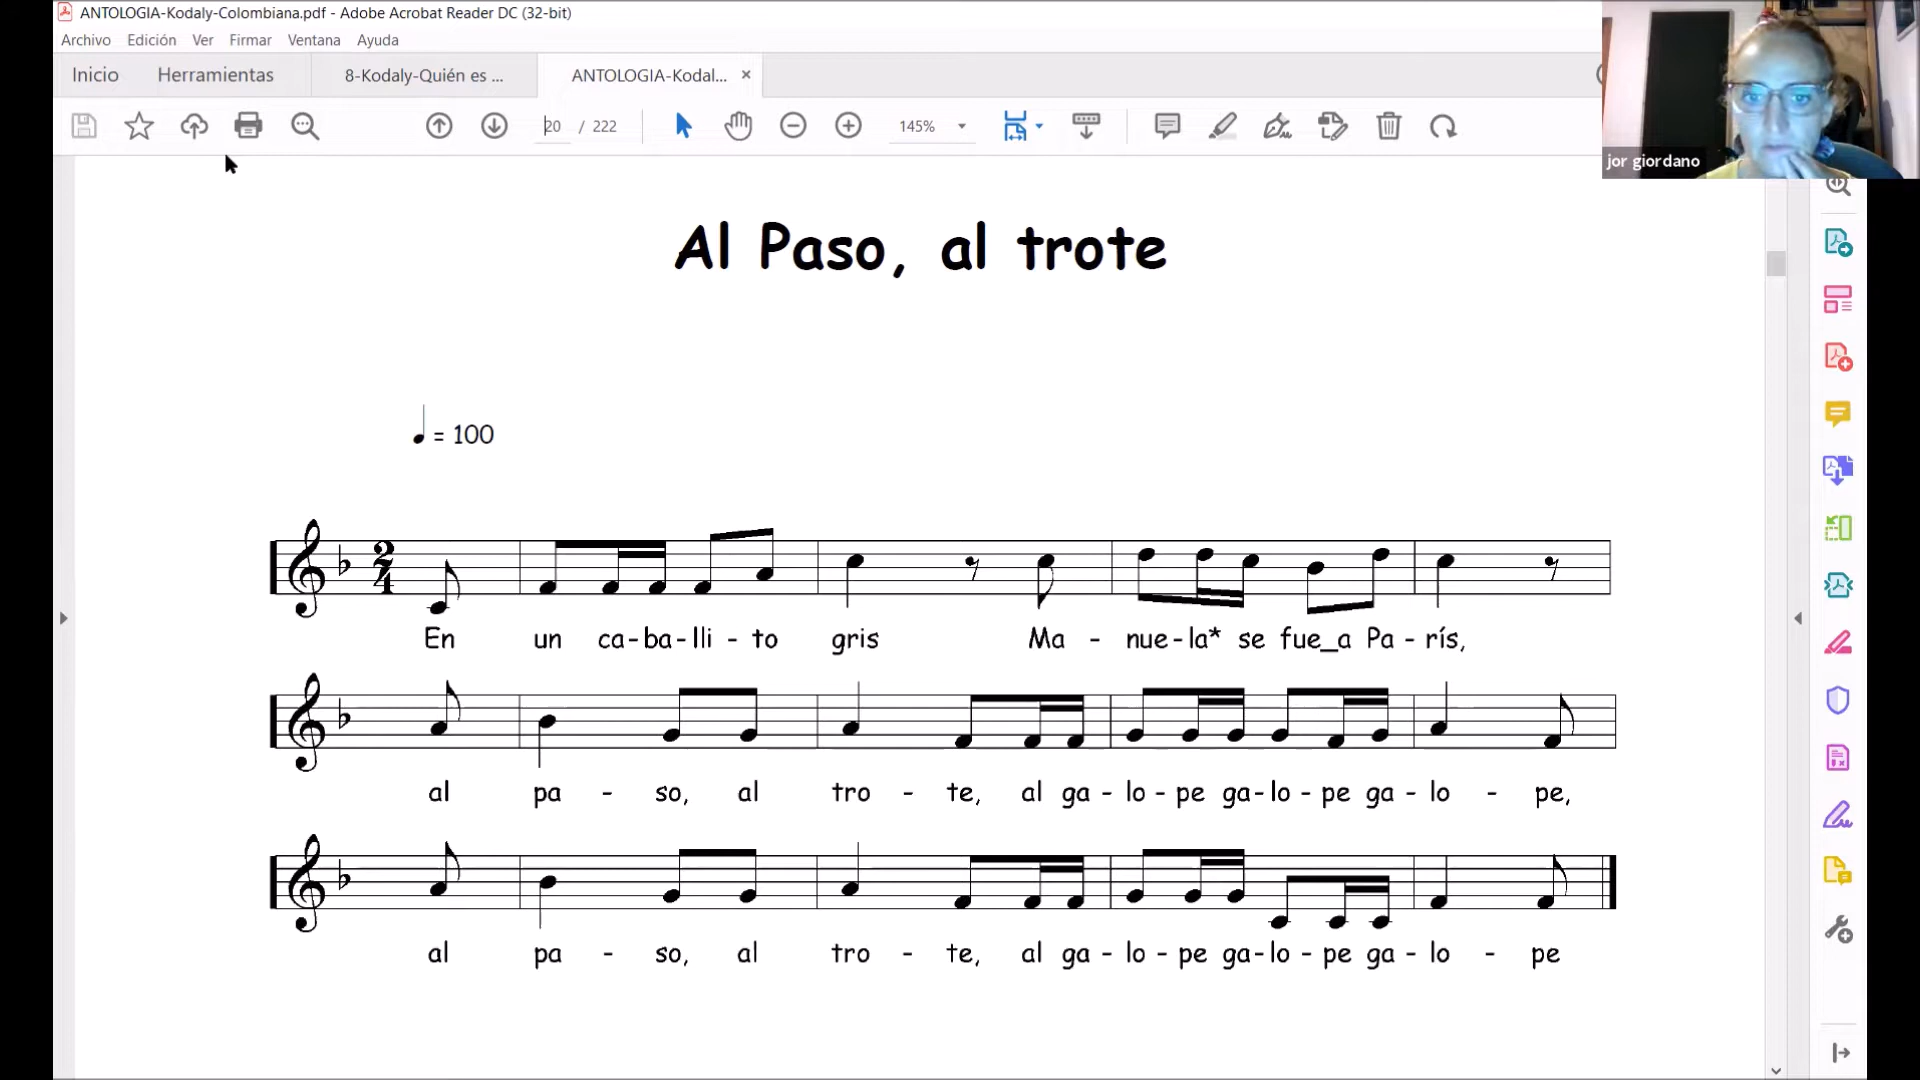 ANTOLOGIA-Kodaly-Colombiana.pdf - Adobe Acrobat Reader DC (32-bit)
Archivo Edición Ver Firmar Ventana Ayuda
Inicio Herramientas 8-Kodaly-Quién es ... ANTOLOGIA-Kodal... ×
20 / 222 145%
jor giordano
Al Paso, al trote
= 100
2
4
En un ca-ba-lli - to gris Ma - nue-la* se fue_a Pa - rís,
al pa - so, al tro - te, al ga - lo - pe ga-lo - pe ga - lo - pe,
al pa - so, al tro - te, al ga - lo - pe ga-lo - pe ga - lo - pe